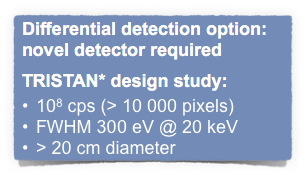 Differential detection option:
novel detector required
TRISTAN* design study:
• 10⁸ cps (> 10 000 pixels)
• FWHM 300 eV @ 20 keV
• > 20 cm diameter